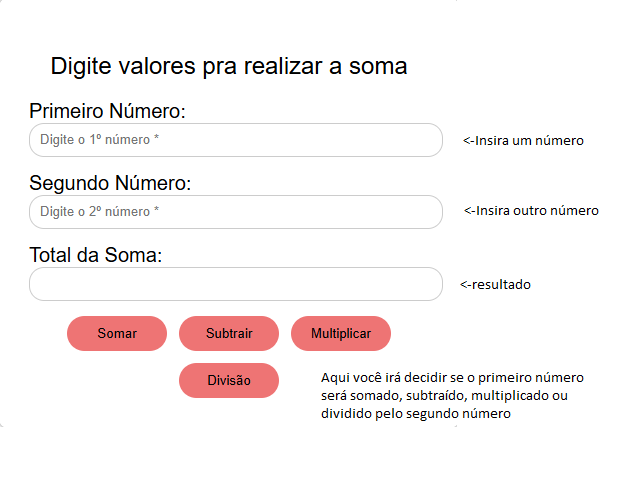 Digite valores pra realizar a soma
Primeiro Número:
Digite o 1º número *
<-Insira um número
Segundo Número:
Digite o 2º número *
<-Insira outro número
Total da Soma:
<-resultado
Somar
Subtrair
Multiplicar
Divisão
Aqui você irá decidir se o primeiro número
será somado, subtraído, multiplicado ou
dividido pelo segundo número